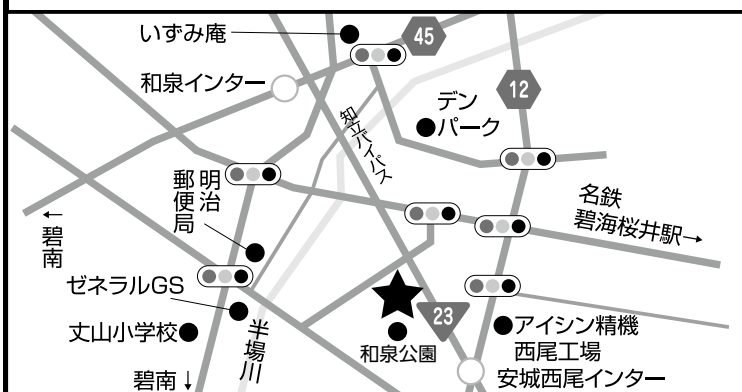 いずみ庵
45
和泉インター
12
デン
パーク
知立バイパス
明治
郵便局
名鉄
碧海桜井駅→
←
碧南
ゼネラルGS
23
丈山小学校
半場川
和泉公園
アイシン精機
西尾工場
碧南↓
安城西尾インター